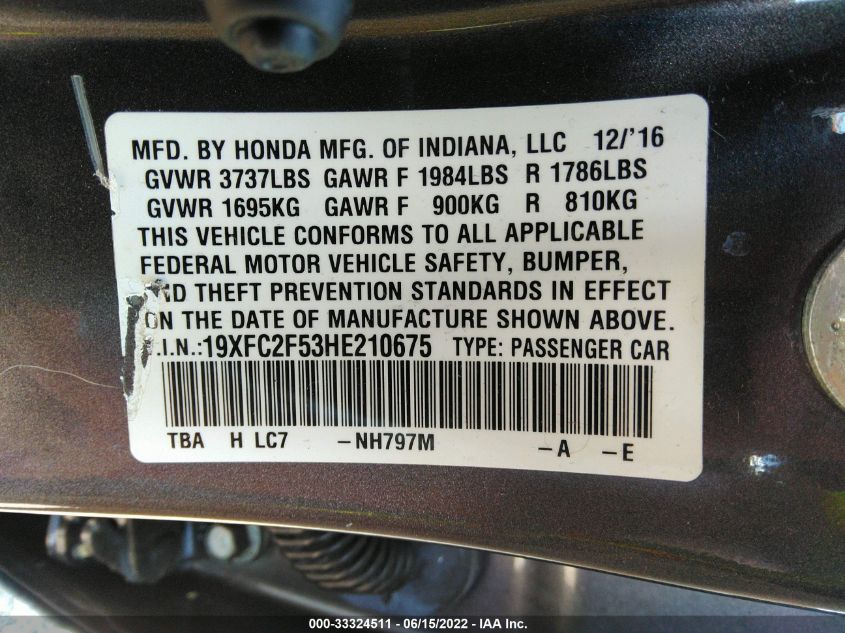 MFD. BY HONDA MFG. OF INDIANA, LLC 12/'16
GVWR 3737LBS GAWR F 1984LBS R 1786LBS
GVWR 1695KG GAWR F 900KG R 810KG
THIS VEHICLE CONFORMS TO ALL APPLICABLE
FEDERAL MOTOR VEHICLE SAFETY, BUMPER,
AND THEFT PREVENTION STANDARDS IN EFFECT
ON THE DATE OF MANUFACTURE SHOWN ABOVE.
.I.N.:19XFC2F53HE210675 TYPE: PASSENGER CAR
TBA H LC7 -NH797M -A -E
000-33324511 - 06/15/2022 - IAA Inc.